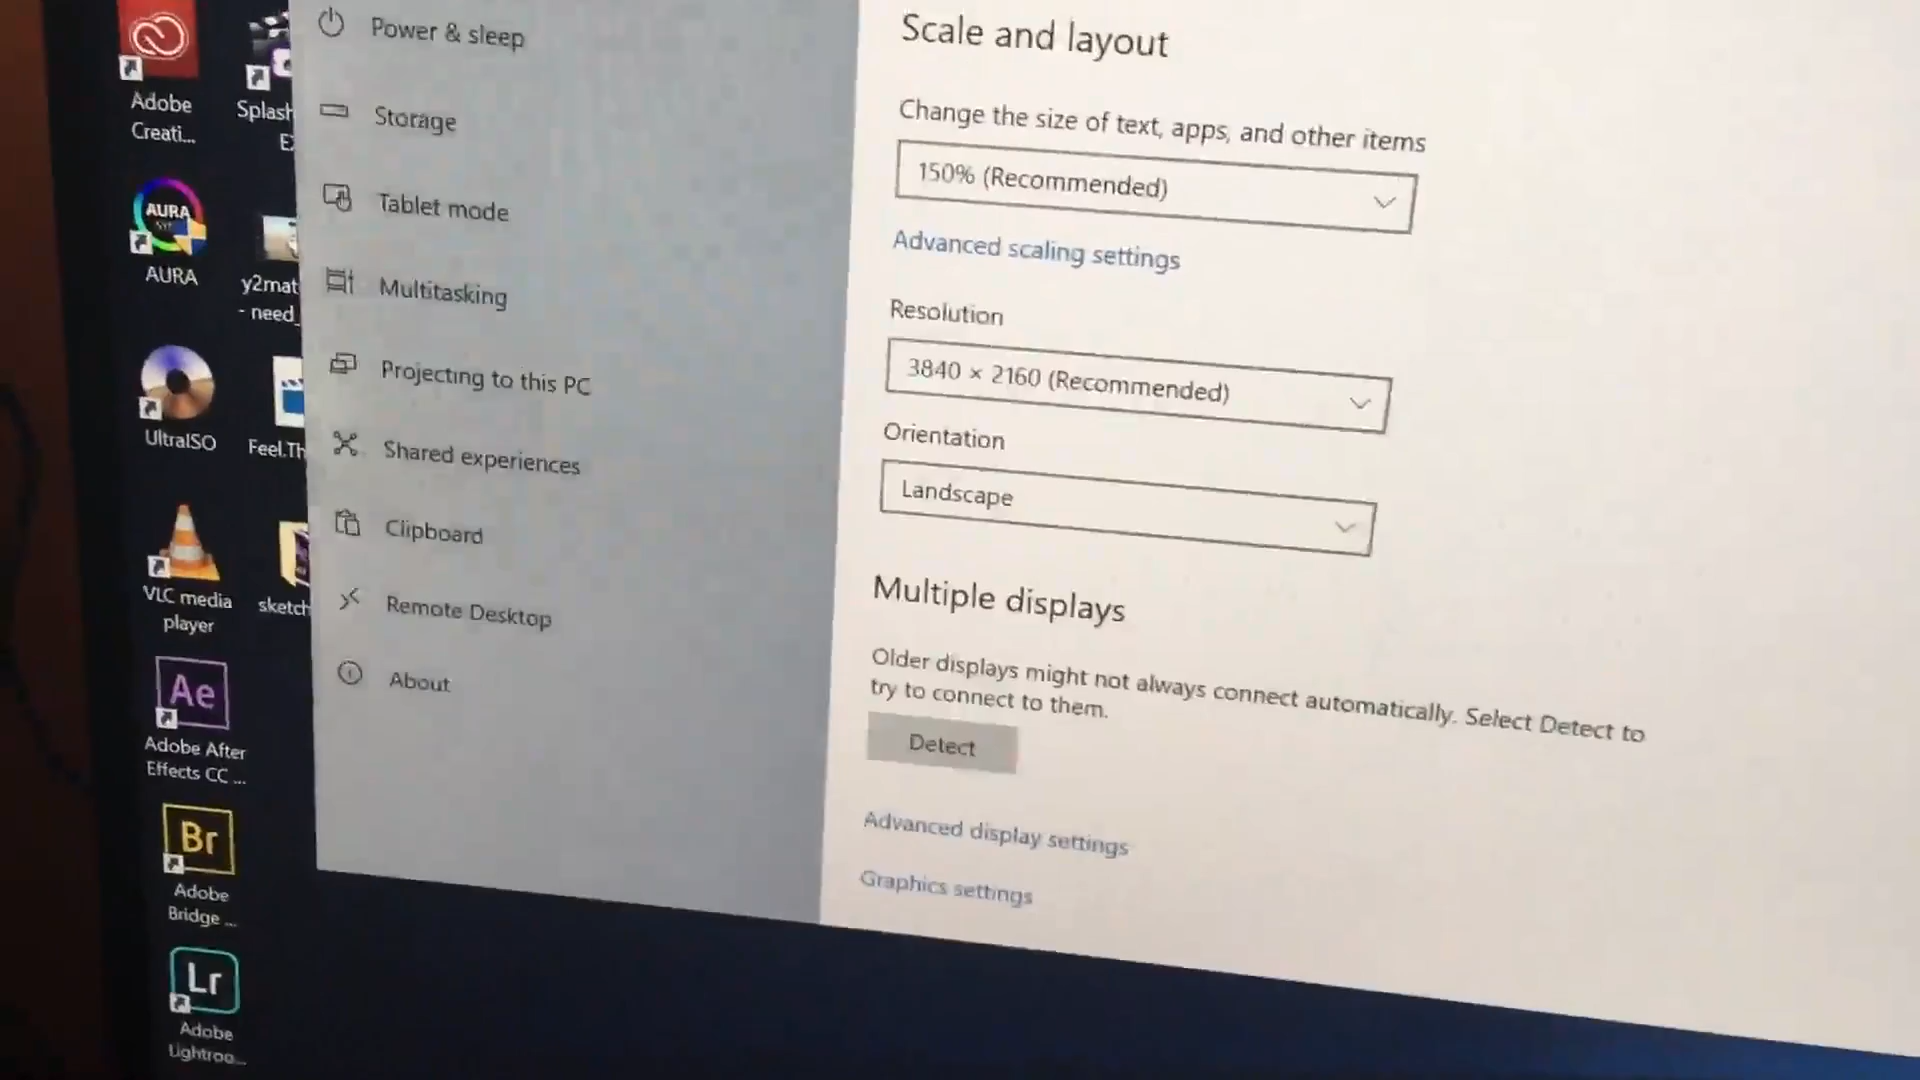 Adobe
Creati...
Splash
AURA
AURA
y2mat
- need_
UltraISO
Feel.Th
VLC media
player
sketch
Ae
Adobe After
Effects CC ...
Br
Adobe
Bridge ...
Lr
Adobe
Lightroo...
Power & sleep
Storage
Tablet mode
Multitasking
Projecting to this PC
Shared experiences
Clipboard
Remote Desktop
About
Scale and layout
Change the size of text, apps, and other items
150% (Recommended)
Advanced scaling settings
Resolution
3840 × 2160 (Recommended)
Orientation
Landscape
Multiple displays
Older displays might not always connect automatically. Select Detect to
try to connect to them.
Detect
Advanced display settings
Graphics settings